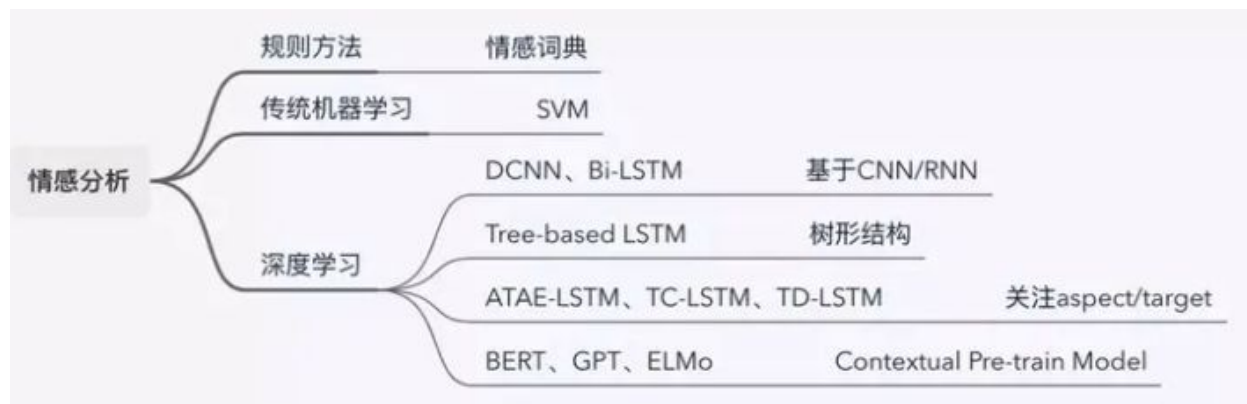 规则方法 情感词典
传统机器学习 SVM
情感分析
DCNN、Bi-LSTM 基于CNN/RNN
Tree-based LSTM 树形结构
深度学习
ATAE-LSTM、TC-LSTM、TD-LSTM 关注aspect/target
BERT、GPT、ELMo Contextual Pre-train Model